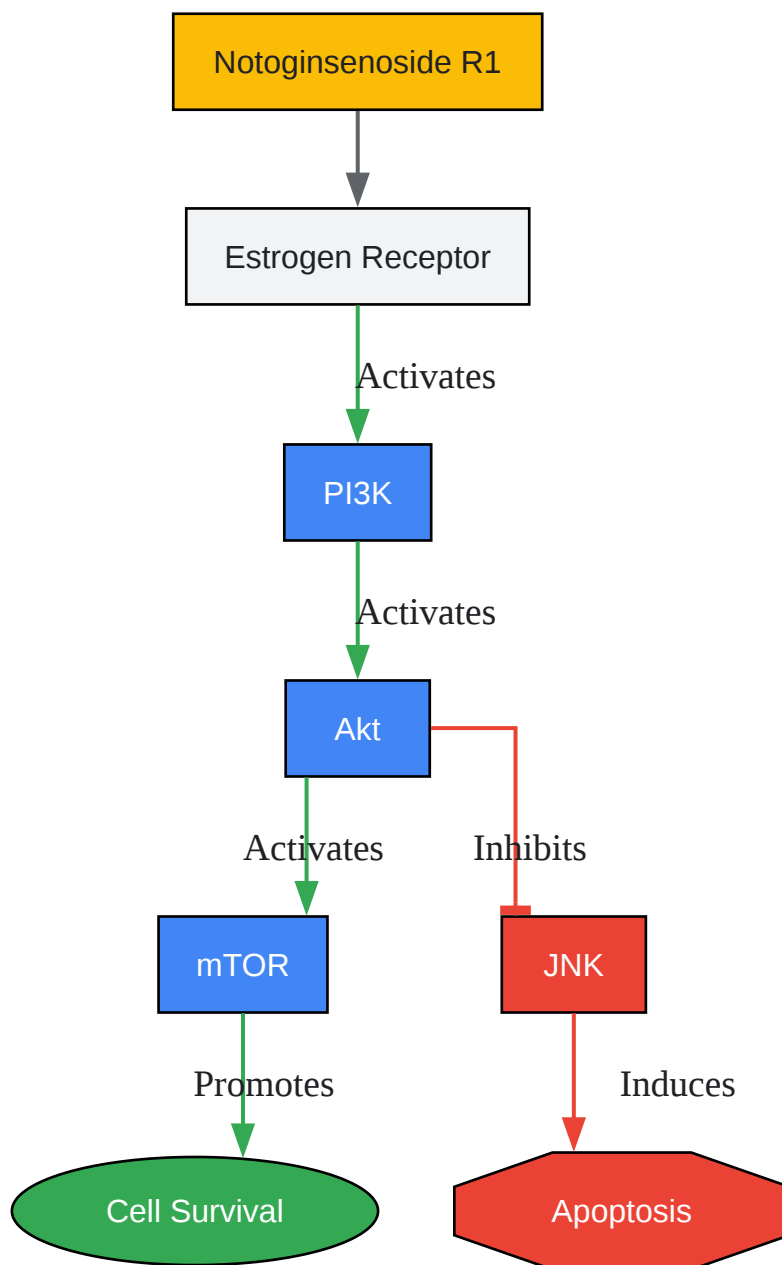 Notoginsenoside R1
Estrogen Receptor
Activates
PI3K
Activates
Akt
Activates
Inhibits
mTOR
JNK
Promotes
Induces
Cell Survival
Apoptosis